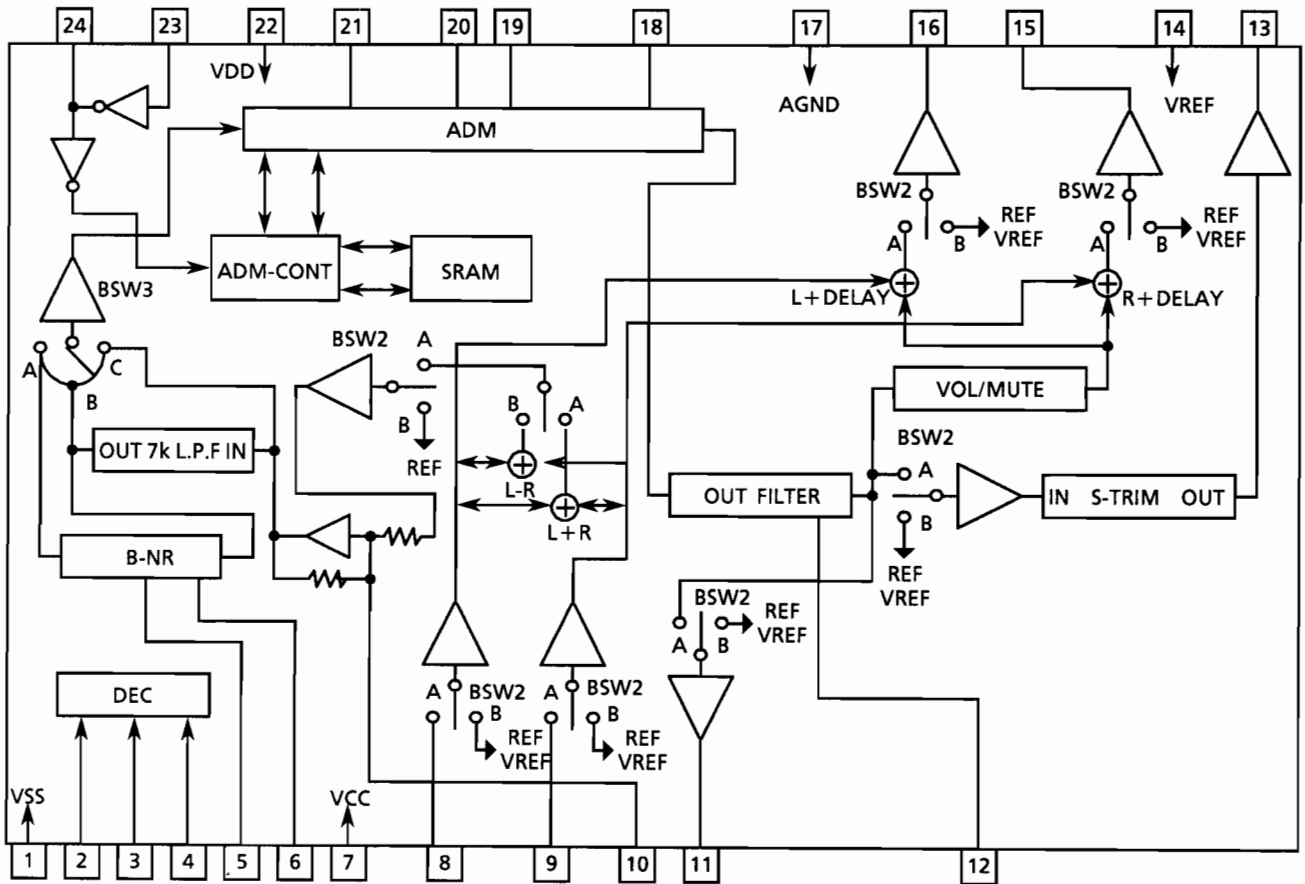 24 23 22 21 20 19 18 17 16 15 14 13
VDD
AGND
VREF
ADM
BSW2
BSW2
REF
VREF
REF
VREF
A
B
A
B
ADM-CONT
SRAM
BSW3
L+DELAY
R+DELAY
A
C
B
BSW2
A
B
REF
B
A
VOL/MUTE
OUT 7k L.P.F IN
L-R
L+R
BSW2
A
B
REF
VREF
OUT FILTER
IN S-TRIM OUT
B-NR
BSW2
A
B
REF
VREF
DEC
A
BSW2
B
REF
VREF
A
BSW2
B
REF
VREF
VSS
VCC
1 2 3 4 5 6 7 8 9 10 11 12